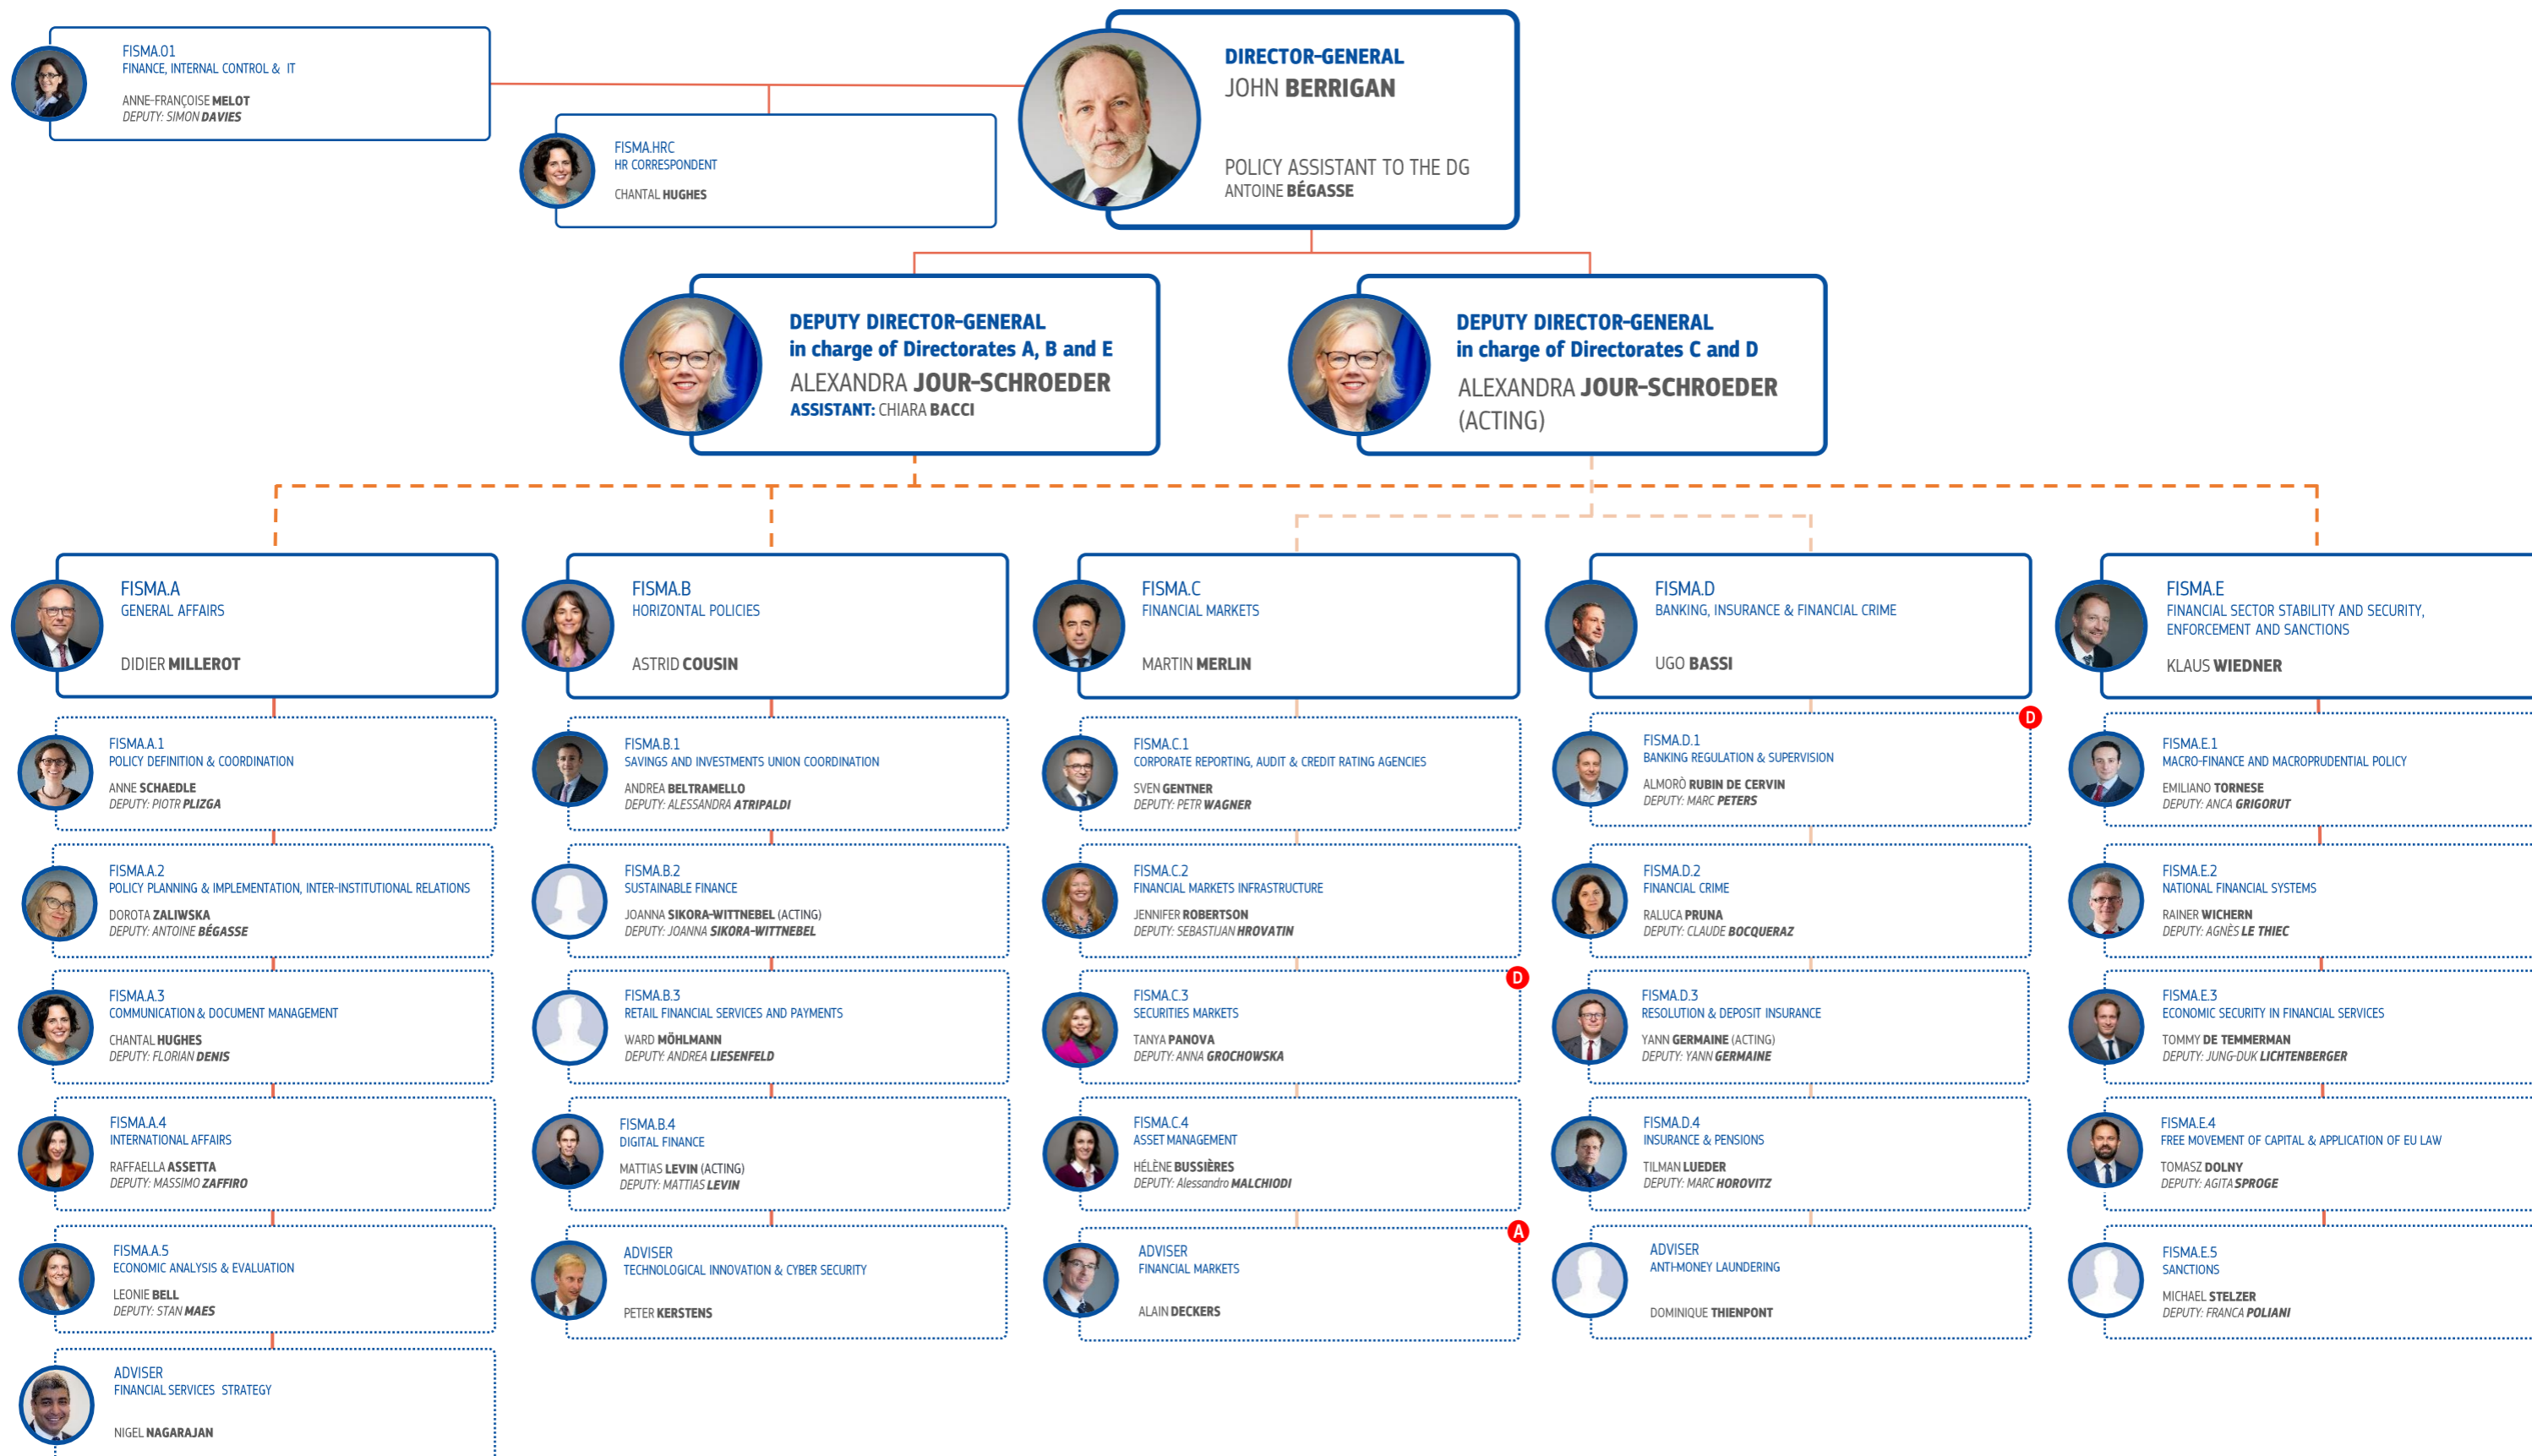 FISMA.01
FINANCE, INTERNAL CONTROL & IT
ANNE-FRANÇOISE MELOT
DEPUTY: SIMON DAVIES
FISMA.HRC
HR CORRESPONDENT
CHANTAL HUGHES
DIRECTOR-GENERAL
JOHN BERRIGAN
POLICY ASSISTANT TO THE DG
ANTOINE BÉGASSE
DEPUTY DIRECTOR-GENERAL
in charge of Directorates A, B and E
ALEXANDRA JOUR-SCHROEDER
ASSISTANT: CHIARA BACCI
DEPUTY DIRECTOR-GENERAL
in charge of Directorates C and D
ALEXANDRA JOUR-SCHROEDER
(ACTING)
FISMA.A
GENERAL AFFAIRS
DIDIER MILLEROT
FISMA.A.1
POLICY DEFINITION & COORDINATION
ANNE SCHAEDLE
DEPUTY: PIOTR PLIZGA
FISMA.A.2
POLICY PLANNING & IMPLEMENTATION, INTER-INSTITUTIONAL RELATIONS
DOROTA ZALIWSKA
DEPUTY: ANTOINE BÉGASSE
FISMA.A.3
COMMUNICATION & DOCUMENT MANAGEMENT
CHANTAL HUGHES
DEPUTY: FLORIAN DENIS
FISMA.A.4
INTERNATIONAL AFFAIRS
RAFFAELLA ASSETTA
DEPUTY: MASSIMO ZAFFIRO
FISMA.A.5
ECONOMIC ANALYSIS & EVALUATION
LEONIE BELL
DEPUTY: STAN MAES
ADVISER
FINANCIAL SERVICES STRATEGY
NIGEL NAGARAJAN
FISMA.B
HORIZONTAL POLICIES
ASTRID COUSIN
FISMA.B.1
SAVINGS AND INVESTMENTS UNION COORDINATION
ANDREA BELTRAMELLO
DEPUTY: ALESSANDRA ATRIPALDI
FISMA.B.2
SUSTAINABLE FINANCE
JOANNA SIKORA-WITTNEBEL (ACTING)
DEPUTY: JOANNA SIKORA-WITTNEBEL
FISMA.B.3
RETAIL FINANCIAL SERVICES AND PAYMENTS
WARD MÖHLMANN
DEPUTY: ANDREA LIESENFELD
FISMA.B.4
DIGITAL FINANCE
MATTIAS LEVIN (ACTING)
DEPUTY: MATTIAS LEVIN
ADVISER
TECHNOLOGICAL INNOVATION & CYBER SECURITY
PETER KERSTENS
FISMA.C
FINANCIAL MARKETS
MARTIN MERLIN
FISMA.C.1
CORPORATE REPORTING, AUDIT & CREDIT RATING AGENCIES
SVEN GENTNER
DEPUTY: PETR WAGNER
FISMA.C.2
FINANCIAL MARKETS INFRASTRUCTURE
JENNIFER ROBERTSON
DEPUTY: SEBASTIJAN HROVATIN
D
FISMA.C.3
SECURITIES MARKETS
TANYA PANOVA
DEPUTY: ANNA GROCHOWSKA
FISMA.C.4
ASSET MANAGEMENT
HÉLÈNE BUSSIÈRES
DEPUTY: Alessandro MALCHIODI
A
ADVISER
FINANCIAL MARKETS
ALAIN DECKERS
FISMA.D
BANKING, INSURANCE & FINANCIAL CRIME
UGO BASSI
D
FISMA.D.1
BANKING REGULATION & SUPERVISION
ALMORÒ RUBIN DE CERVIN
DEPUTY: MARC PETERS
FISMA.D.2
FINANCIAL CRIME
RALUCA PRUNA
DEPUTY: CLAUDE BOCQUERAZ
FISMA.D.3
RESOLUTION & DEPOSIT INSURANCE
YANN GERMAINE (ACTING)
DEPUTY: YANN GERMAINE
FISMA.D.4
INSURANCE & PENSIONS
TILMAN LUEDER
DEPUTY: MARC HOROVITZ
ADVISER
ANTI-MONEY LAUNDERING
DOMINIQUE THIENPONT
FISMA.E
FINANCIAL SECTOR STABILITY AND SECURITY,
ENFORCEMENT AND SANCTIONS
KLAUS WIEDNER
FISMA.E.1
MACRO-FINANCE AND MACROPRUDENTIAL POLICY
EMILIANO TORNESE
DEPUTY: ANCA GRIGORUT
FISMA.E.2
NATIONAL FINANCIAL SYSTEMS
RAINER WICHERN
DEPUTY: AGNÈS LE THIEC
FISMA.E.3
ECONOMIC SECURITY IN FINANCIAL SERVICES
TOMMY DE TEMMERMAN
DEPUTY: JUNG-DUK LICHTENBERGER
FISMA.E.4
FREE MOVEMENT OF CAPITAL & APPLICATION OF EU LAW
TOMASZ DOLNY
DEPUTY: AGITA SPROGE
FISMA.E.5
SANCTIONS
MICHAEL STELZER
DEPUTY: FRANCA POLIANI